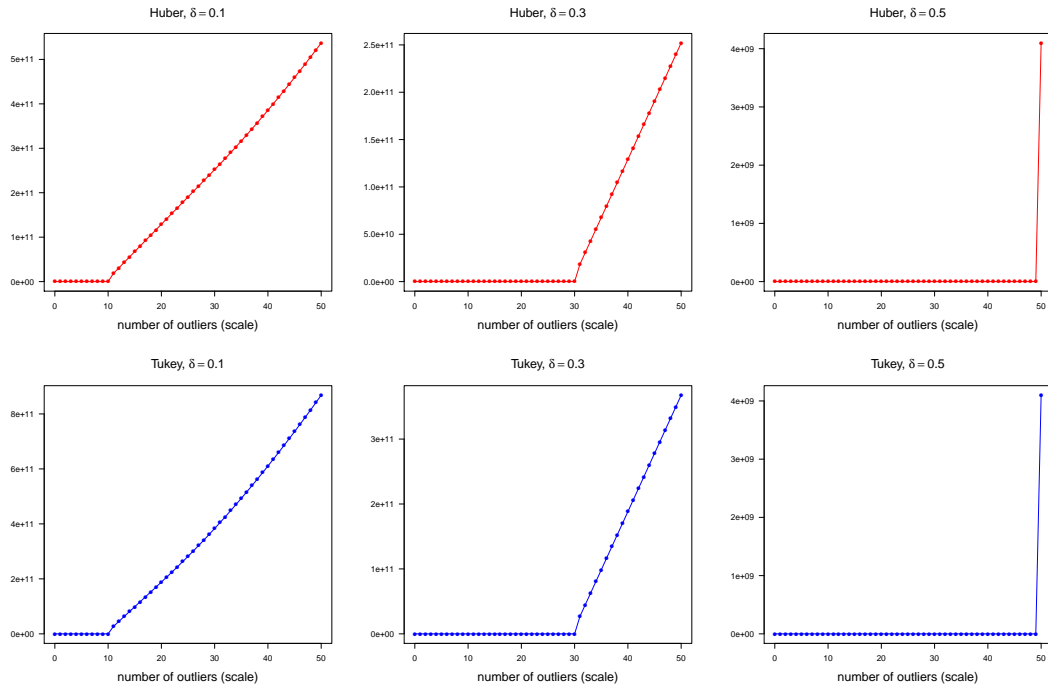 Huber, δ = 0.1
5e+11
4e+11
3e+11
2e+11
1e+11
0e+00
0 10 20 30 40 50
number of outliers (scale)
Huber, δ = 0.3
2.5e+11
2.0e+11
1.5e+11
1.0e+11
5.0e+10
0.0e+00
0 10 20 30 40 50
number of outliers (scale)
Huber, δ = 0.5
4e+09
3e+09
2e+09
1e+09
0e+00
0 10 20 30 40 50
number of outliers (scale)
Tukey, δ = 0.1
8e+11
6e+11
4e+11
2e+11
0e+00
0 10 20 30 40 50
number of outliers (scale)
Tukey, δ = 0.3
3e+11
2e+11
1e+11
0e+00
0 10 20 30 40 50
number of outliers (scale)
Tukey, δ = 0.5
4e+09
3e+09
2e+09
1e+09
0e+00
0 10 20 30 40 50
number of outliers (scale)